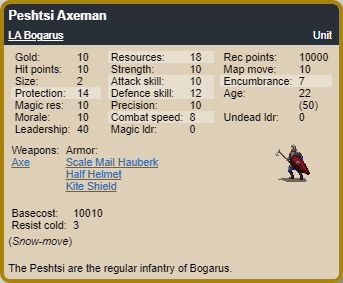 Peshtsi Axeman
LA Bogarus Unit
Gold: 10 Resources: 18 Rec points: 10000
Hit points: 10 Strength: 10 Map move: 10
Size: 2 Attack skill: 10 Encumbrance: 7
Protection: 14 Defence skill: 12 Age: 22
Magic res: 10 Precision: 10 (50)
Morale: 10 Combat speed: 8 Undead ldr: 0
Leadership: 40 Magic ldr: 0
Weapons: Armor:
Axe Scale Mail Hauberk
Half Helmet
Kite Shield
Basecost: 10010
Resist cold: 3
(Snow-move)
The Peshtsi are the regular infantry of Bogarus.